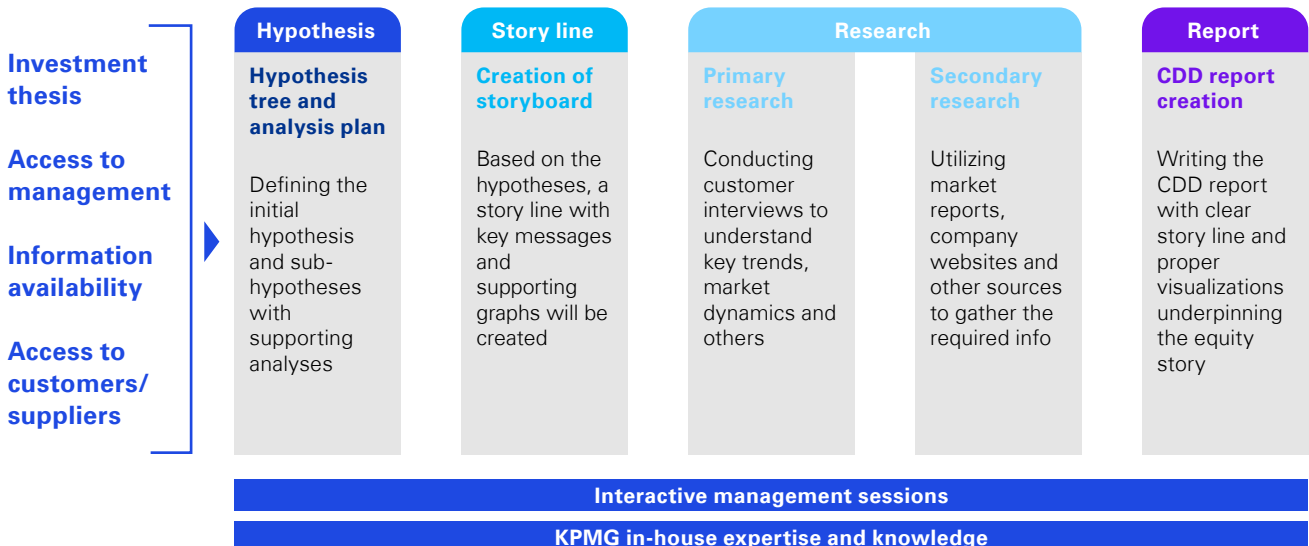 Investment
thesis
Access to
management
Information
availability
Access to
customers/
suppliers
Hypothesis
Hypothesis
tree and
analysis plan
Defining the
initial
hypothesis
and sub-
hypotheses
with
supporting
analyses
Story line
Creation of
storyboard
Based on the
hypotheses, a
story line with
key messages
and
supporting
graphs will be
created
Research
Primary
research
Conducting
customer
interviews to
understand
key trends,
market
dynamics and
others
Secondary
research
Utilizing
market
reports,
company
websites and
other sources
to gather the
required info
Report
CDD report
creation
Writing the
CDD report
with clear
story line and
proper
visualizations
underpinning
the equity
story
Interactive management sessions
KPMG in-house expertise and knowledge